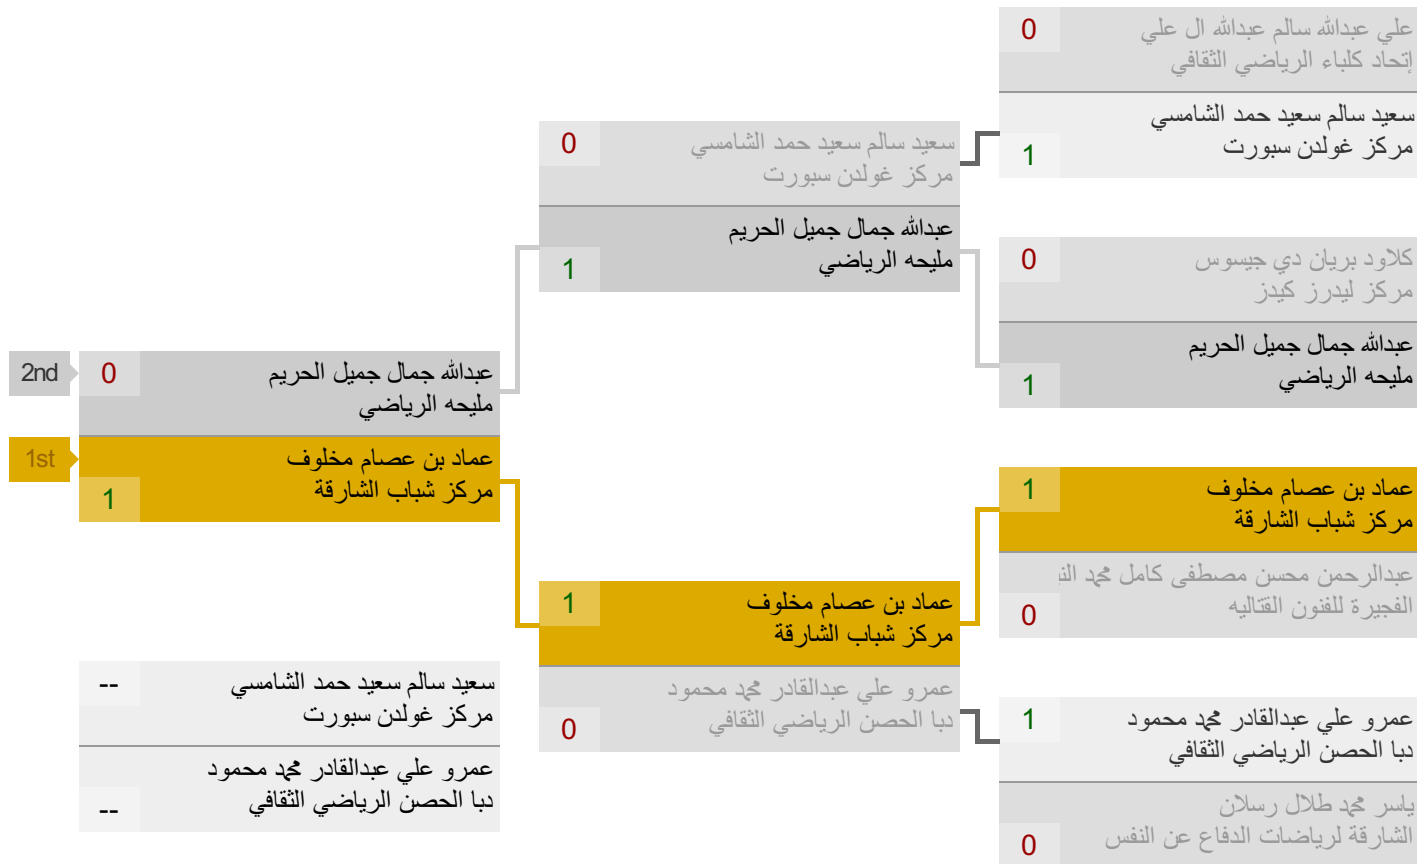 0
علي عبدالله سالم عبدالله ال علي
إتحاد كلباء الرياضي الثقافي
سعيد سالم سعيد حمد الشامسي
مركز غولدن سبورت
1
0
سعيد سالم سعيد حمد الشامسي
مركز غولدن سبورت
عبدالله جمال جميل الحريم
مليحه الرياضي
1
0
كلاود بريان دي جيسوس
مركز ليدرز كيدز
عبدالله جمال جميل الحريم
مليحه الرياضي
1
2nd
0
عبدالله جمال جميل الحريم
مليحه الرياضي
1st
عماد بن عصام مخلوف
مركز شباب الشارقة
1
1
عماد بن عصام مخلوف
مركز شباب الشارقة
عبدالرحمن محسن مصطفى كامل محمد
الفجيرة للفنون القتاليه
0
1
عماد بن عصام مخلوف
مركز شباب الشارقة
عمرو علي عبدالقادر محمد محمود
دبا الحصن الرياضي الثقافي
0
--
سعيد سالم سعيد حمد الشامسي
مركز غولدن سبورت
عمرو علي عبدالقادر محمد محمود
دبا الحصن الرياضي الثقافي
--
1
عمرو علي عبدالقادر محمد محمود
دبا الحصن الرياضي الثقافي
ياسر محمد طلال رسلان
الشارقة لرياضات الدفاع عن النفس
0